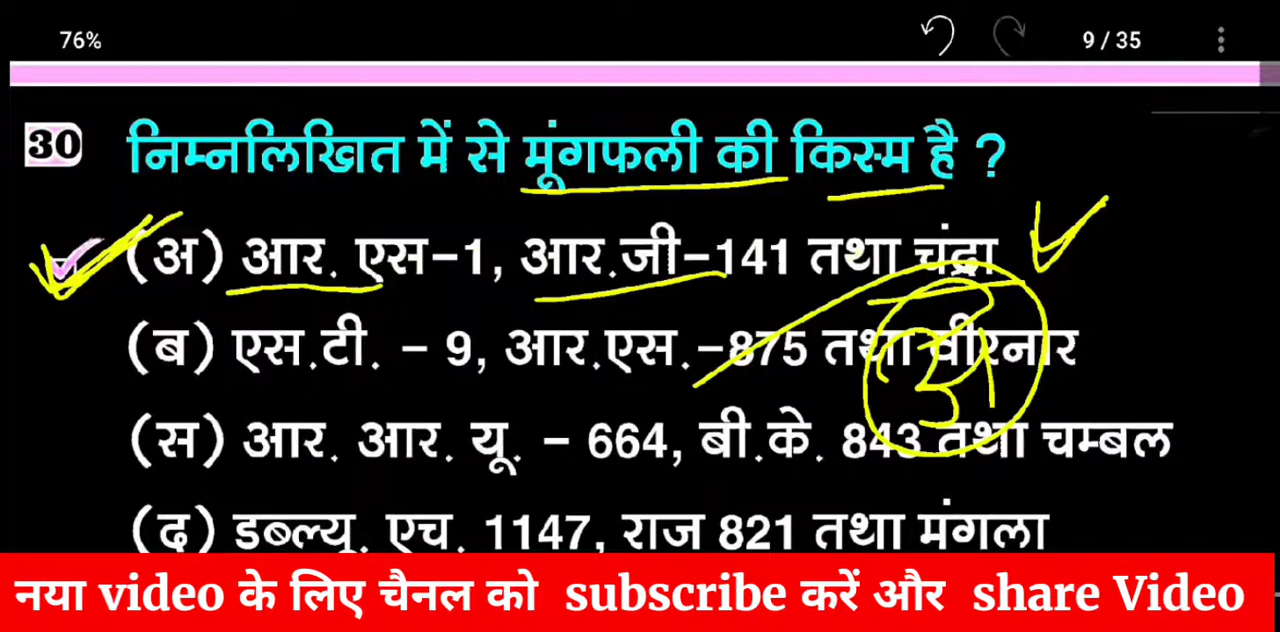 76%
9 / 35
30 निम्नलिखित में से मूंगफली की किस्म है ?
(अ) आर. एस-1, आर.जी-141 तथा चंद्रा
(ब) एस.टी. - 9, आर.एस.-875 तथा वीरनार
(स) आर. आर. यू. - 664, बी.के. 843 तथा चम्बल
(द) डब्ल्यू. एच. 1147, राज 821 तथा मंगला
अ
नया video के लिए चैनल को subscribe करें और share Video